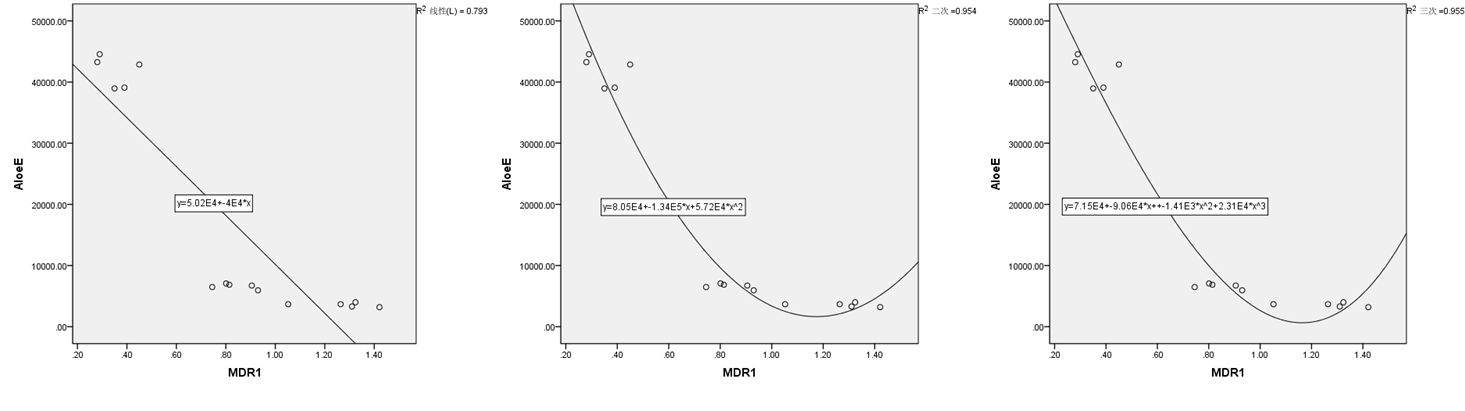 R² 线性(L) = 0.793
50000.00
40000.00
30000.00
20000.00
10000.00
.00
AloeE
y=5.02E4+-4E4*x
.20 .40 .60 .80 1.00 1.20 1.40
MDR1
R² 二次 =0.954
50000.00
40000.00
30000.00
20000.00
10000.00
.00
AloeE
y=8.05E4+-1.34E5*x+5.72E4*x^2
.20 .40 .60 .80 1.00 1.20 1.40
MDR1
R² 三次 =0.955
50000.00
40000.00
30000.00
20000.00
10000.00
.00
AloeE
y=7.15E4+-9.06E4*x++-1.41E3*x^2+2.31E4*x^3
.20 .40 .60 .80 1.00 1.20 1.40
MDR1